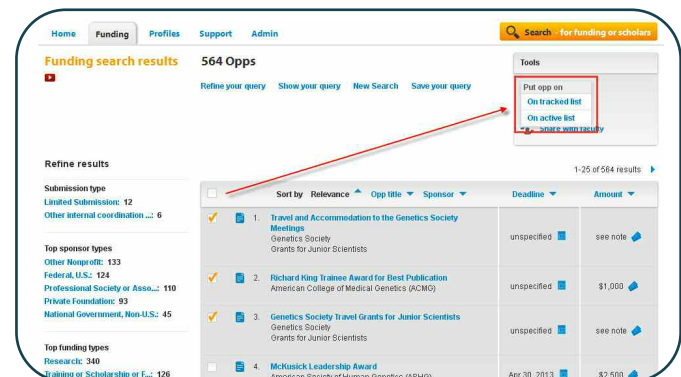 Home Funding Profiles Support Admin
Search - for funding or scholars
Funding search results
564 Opps
Refine your query Show your query New Search Save your query
Tools
Put opp on
On tracked list
On active list
Share with faculty
Refine results
1-25 of 564 results
Submission type
Limited Submission: 12
Other internal coordination ...: 6
Top sponsor types
Other Nonprofit: 133
Federal, U.S.: 124
Professional Society or Asso...: 110
Private Foundation: 93
National Government, Non-U.S.: 45
Top funding types
Research: 340
Training or Scholarship or F...: 126
Sort by Relevance Opp title Sponsor Deadline Amount
1. Travel and Accommodation to the Genetics Society
Meetings
Genetics Society
Grants for Junior Scientists
unspecified see note
2. Richard King Trainee Award for Best Publication
American College of Medical Genetics (ACMG)
unspecified $1,000
3. Genetics Society Travel Grants for Junior Scientists
Genetics Society
Grants for Junior Scientists
unspecified see note
4. McKusick Leadership Award
American Society of Human Genetics (ASHG)
Apr 30, 2013 $2,500